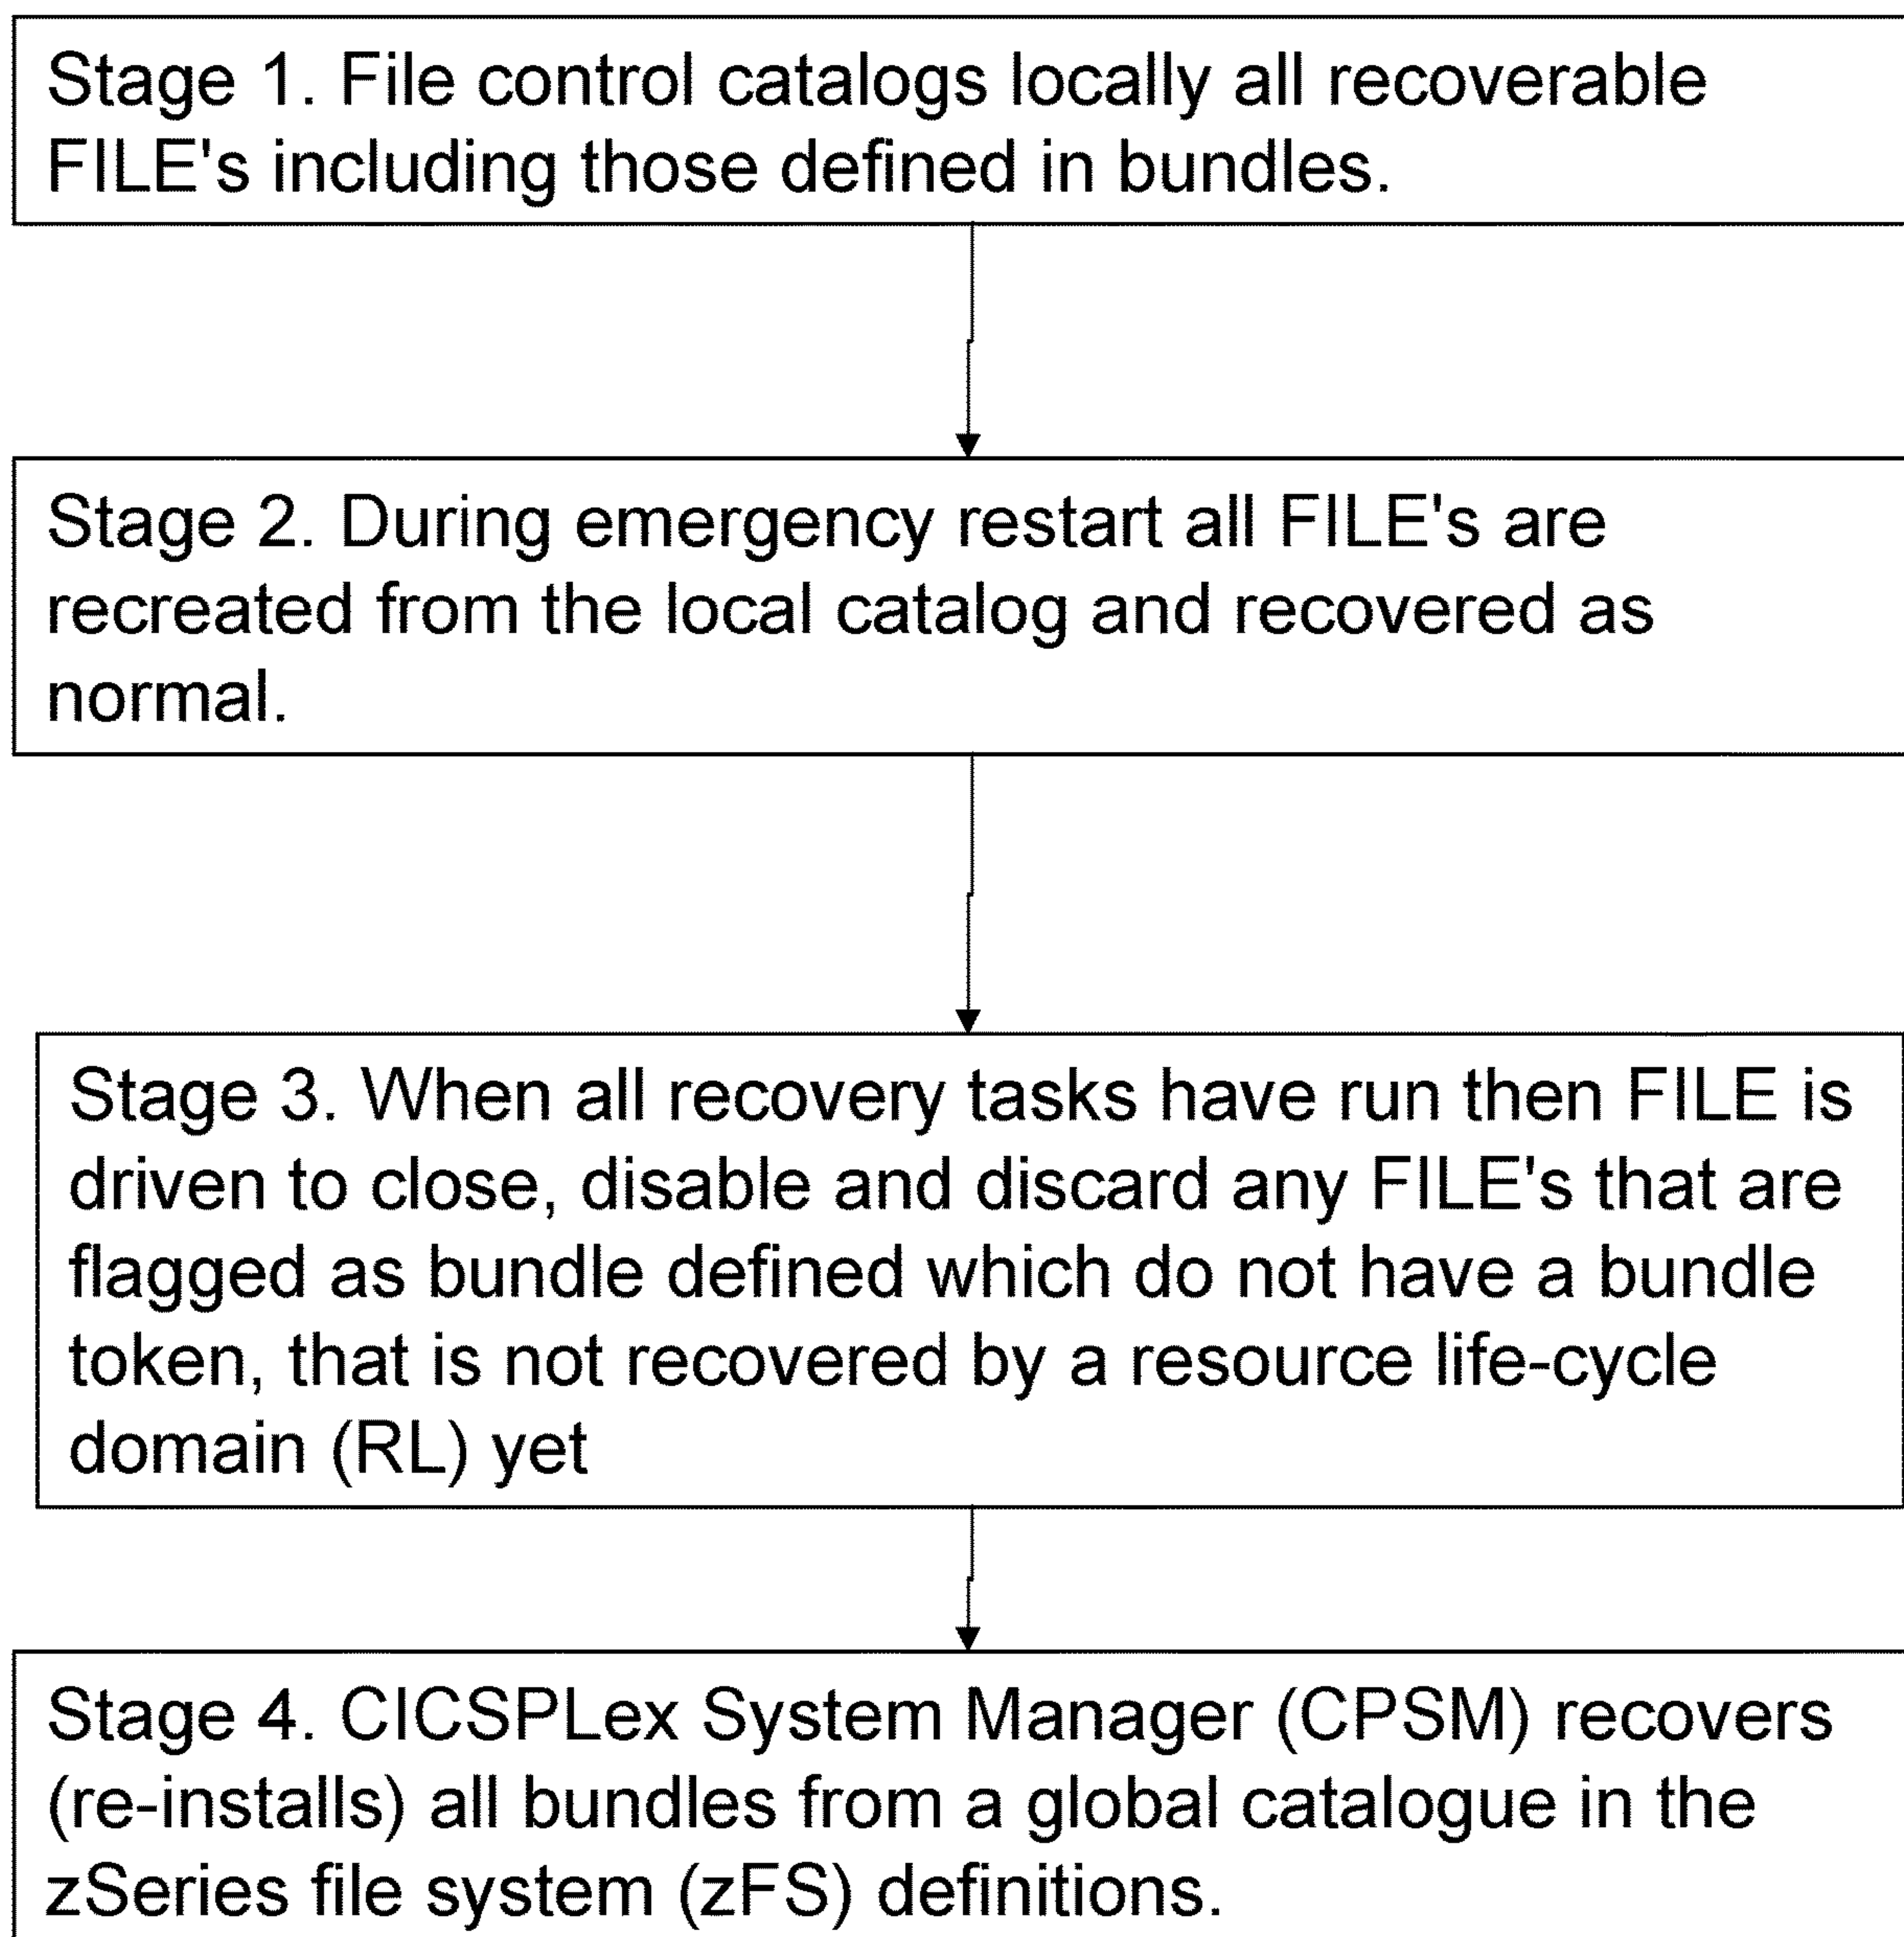 Stage 1. File control catalogs locally all recoverable
FILE's including those defined in bundles.
Stage 2. During emergency restart all FILE's are
recreated from the local catalog and recovered as
normal.
Stage 3. When all recovery tasks have run then FILE is
driven to close, disable and discard any FILE's that are
flagged as bundle defined which do not have a bundle
token, that is not recovered by a resource life-cycle
domain (RL) yet
Stage 4. CICSPLex System Manager (CPSM) recovers
(re-installs) all bundles from a global catalogue in the
zSeries file system (zFS) definitions.